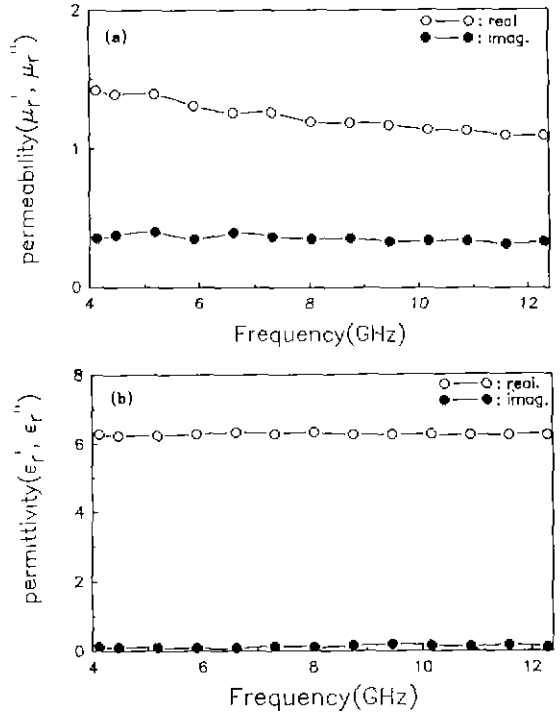 2
(a)
○—○ : real
●—● : imag.
permeability(μr', μr'')
1
0
4
6
8
10
12
Frequency(GHz)
8
(b)
○—○ : real.
●—● : imag.
permittivity(εr', εr'')
6
4
2
0
4
6
8
10
12
Frequency(GHz)